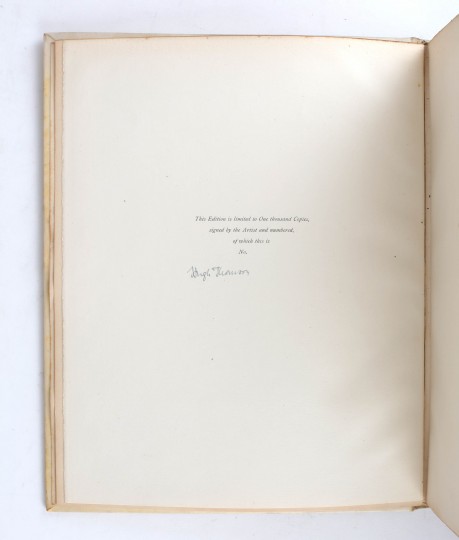 This Edition is limited to One thousand Copies,
signed by the Artist and numbered,
of which this is
No.
Hugh Thomson